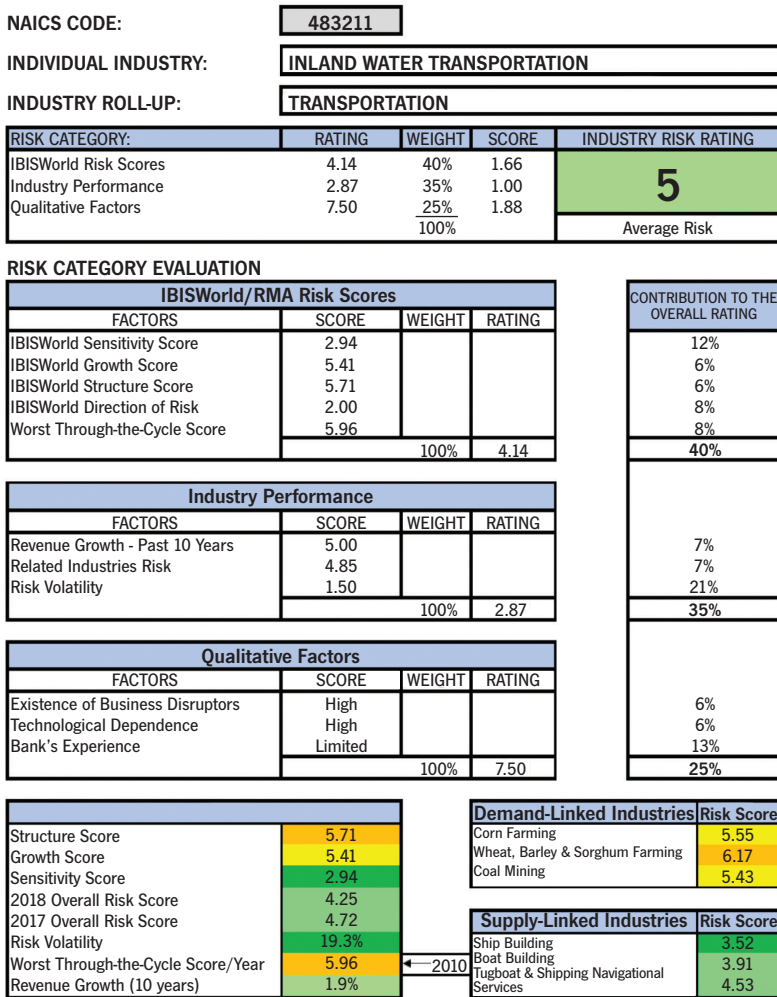 NAICS CODE: 483211
INDIVIDUAL INDUSTRY: INLAND WATER TRANSPORTATION
INDUSTRY ROLL-UP: TRANSPORTATION
RISK CATEGORY: RATING WEIGHT SCORE INDUSTRY RISK RATING
IBISWorld Risk Scores 4.14 40% 1.66
Industry Performance 2.87 35% 1.00 5
Qualitative Factors 7.50 25% 1.88
100% Average Risk
RISK CATEGORY EVALUATION
IBISWorld/RMA Risk Scores CONTRIBUTION TO THE
OVERALL RATING
FACTORS SCORE WEIGHT RATING
IBISWorld Sensitivity Score 2.94 12%
IBISWorld Growth Score 5.41 6%
IBISWorld Structure Score 5.71 6%
IBISWorld Direction of Risk 2.00 8%
Worst Through-the-Cycle Score 5.96 8%
100% 4.14 40%
Industry Performance
FACTORS SCORE WEIGHT RATING
Revenue Growth - Past 10 Years 5.00 7%
Related Industries Risk 4.85 7%
Risk Volatility 1.50 21%
100% 2.87 35%
Qualitative Factors
FACTORS SCORE WEIGHT RATING
Existence of Business Disruptors High 6%
Technological Dependence High 6%
Bank's Experience Limited 13%
100% 7.50 25%
Structure Score 5.71
Growth Score 5.41
Sensitivity Score 2.94
2018 Overall Risk Score 4.25
2017 Overall Risk Score 4.72
Risk Volatility 19.3%
Worst Through-the-Cycle Score/Year 5.96 2010
Revenue Growth (10 years) 1.9%
Demand-Linked Industries Risk Score
Corn Farming 5.55
Wheat, Barley & Sorghum Farming 6.17
Coal Mining 5.43
Supply-Linked Industries Risk Score
Ship Building 3.52
Boat Building 3.91
Tugboat & Shipping Navigational
Services 4.53